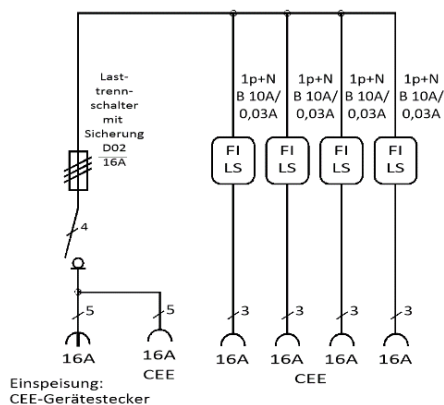 Last-
trenn-
schalter
mit
Sicherung
D02
16A
4
5
5
16A
16A
CEE
Einspeisung:
CEE-Gerätestecker
1p+N
B 10A/
0,03A
FI
LS
3
16A
1p+N
B 10A/
0,03A
FI
LS
3
16A
1p+N
B 10A/
0,03A
FI
LS
3
16A
1p+N
B 10A/
0,03A
FI
LS
3
16A
CEE